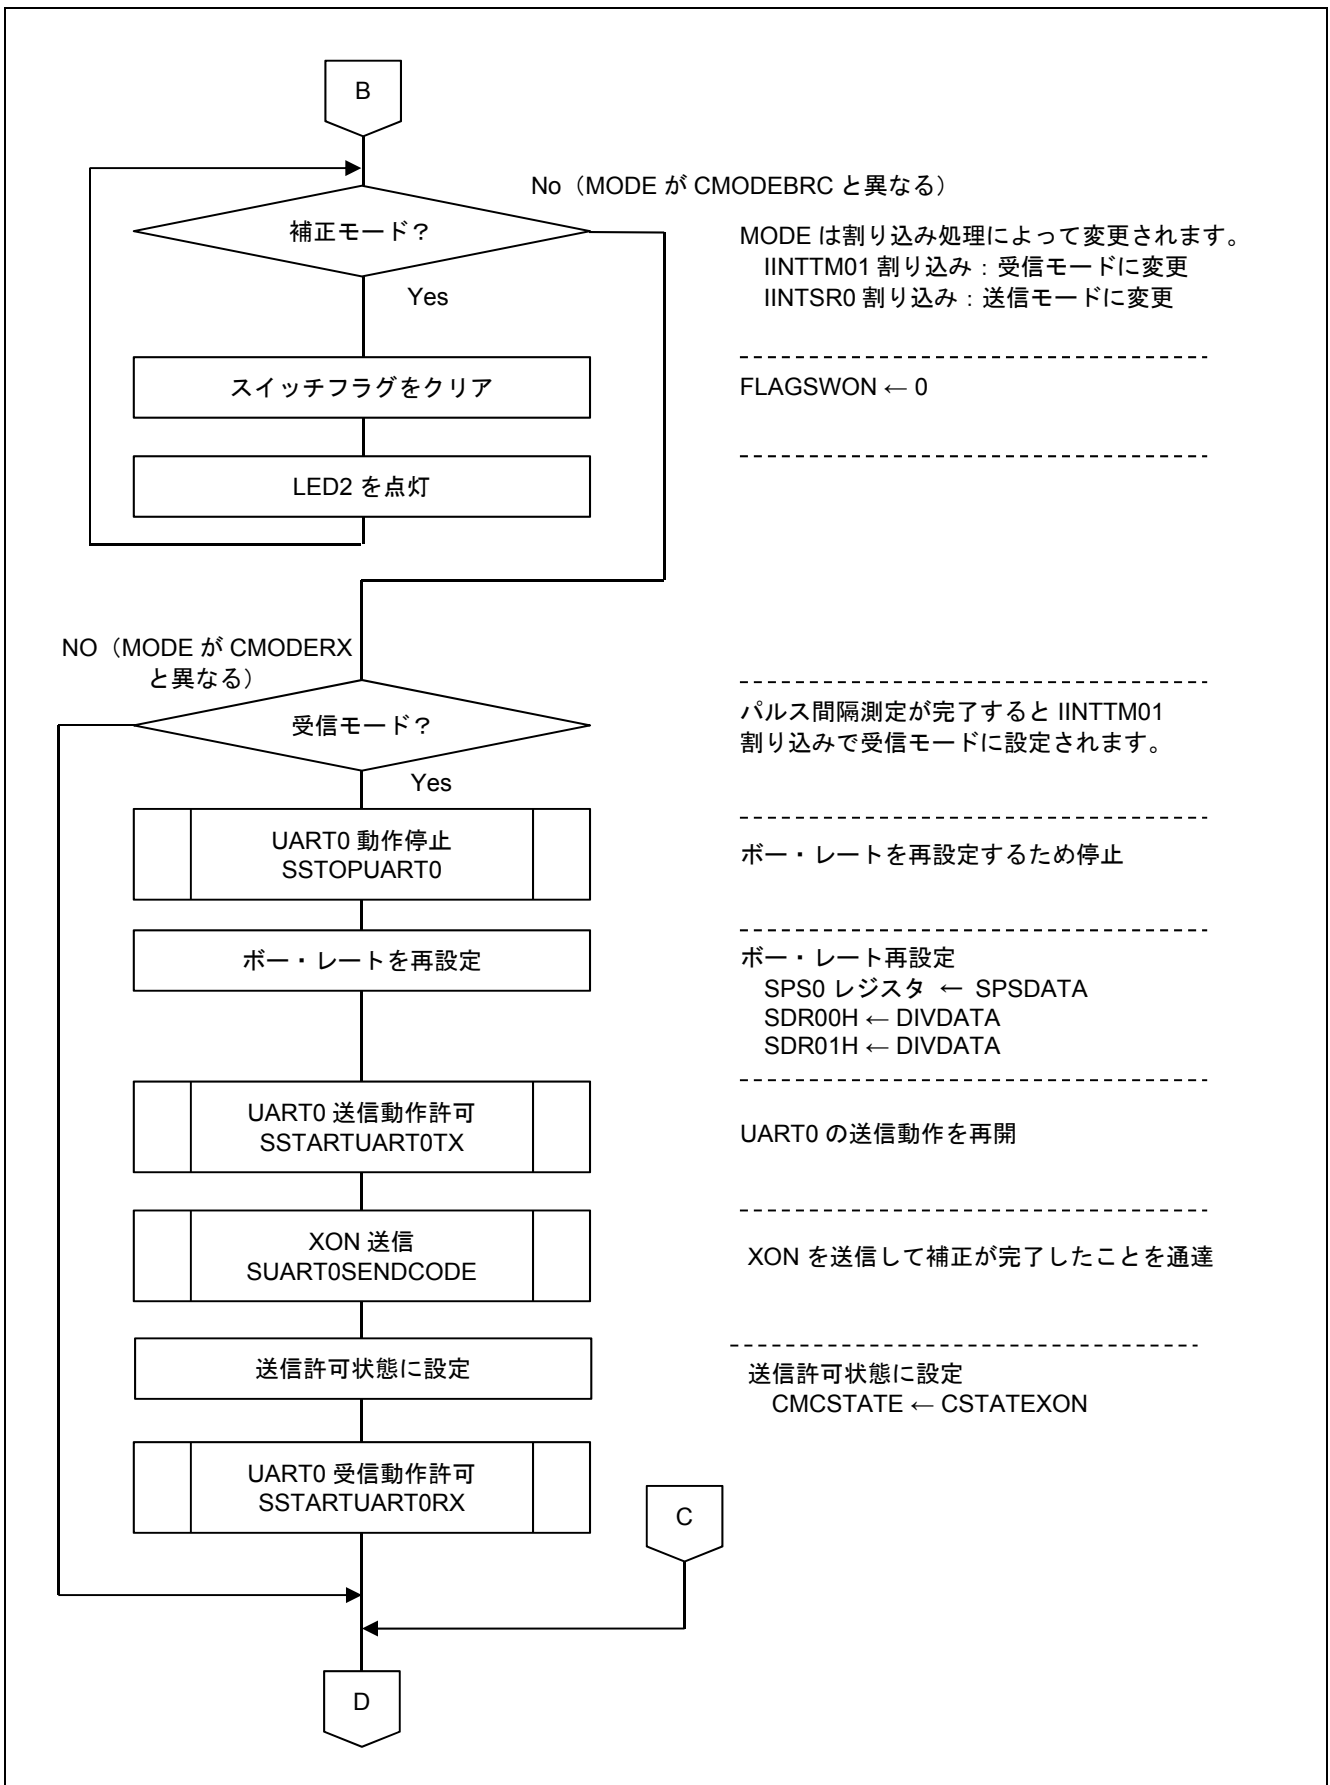 B
No（MODE が CMODEBRC と異なる）
補正モード？
MODE は割り込み処理によって変更されます。
IINTTM01 割り込み：受信モードに変更
IINTSR0 割り込み：送信モードに変更
Yes
スイッチフラグをクリア
FLAGSWON ← 0
LED2 を点灯
NO（MODE が CMODERX
と異なる）
受信モード？
パルス間隔測定が完了すると IINTTM01
割り込みで受信モードに設定されます。
Yes
UART0 動作停止
SSTOPUART0
ボー・レートを再設定するため停止
ボー・レートを再設定
ボー・レート再設定
SPS0 レジスタ ← SPSDATA
SDR00H ← DIVDATA
SDR01H ← DIVDATA
UART0 送信動作許可
SSTARTUART0TX
UART0 の送信動作を再開
XON 送信
SUART0SENDCODE
XON を送信して補正が完了したことを通達
送信許可状態に設定
送信許可状態に設定
CMCSTATE ← CSTATEXON
UART0 受信動作許可
SSTARTUART0RX
C
D